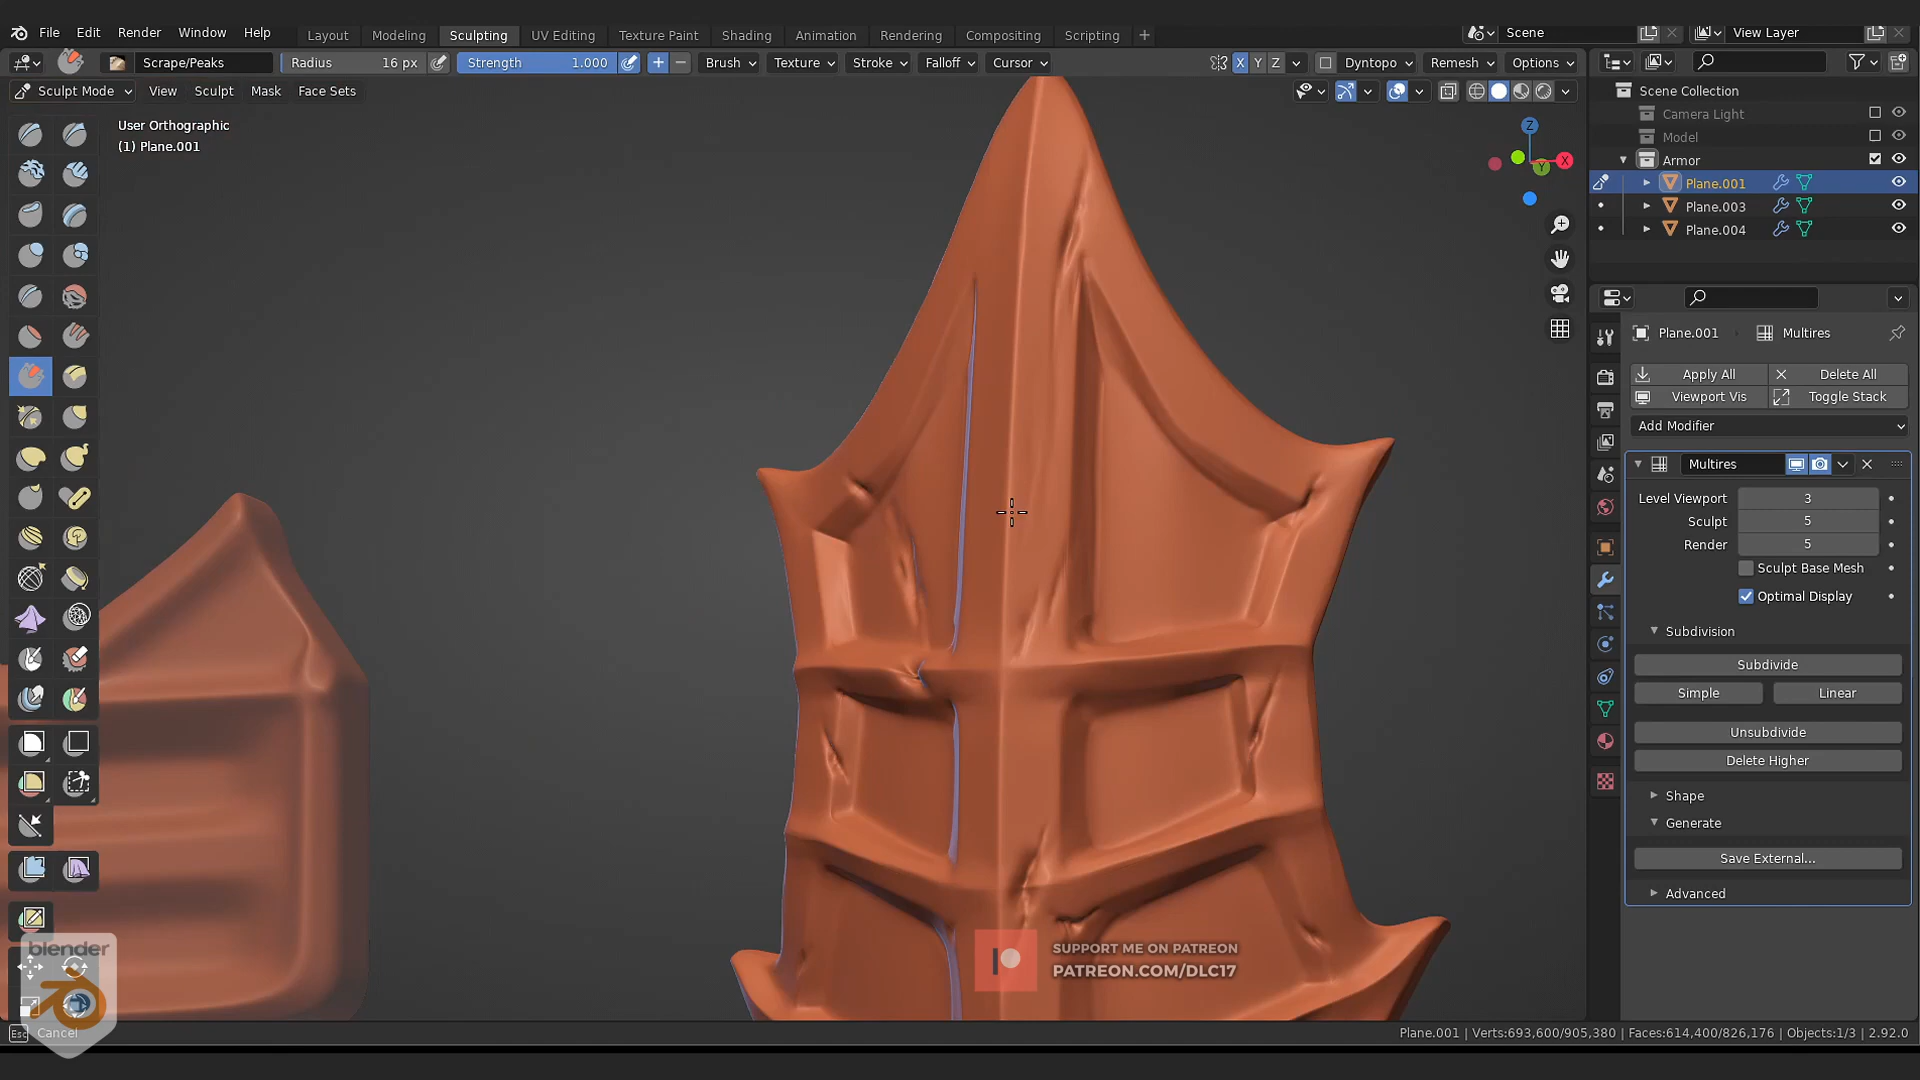 File Edit Render Window Help
Layout Modeling Sculpting UV Editing Texture Paint Shading Animation Rendering Compositing Scripting +
Scene
View Layer
Scrape/Peaks
Radius 16 px
Strength 1.000
Brush Texture Stroke Falloff Cursor
X Y Z
Dyntopo Remesh Options
Sculpt Mode View Sculpt Mask Face Sets
User Orthographic
(1) Plane.001
Z
X
Y
Scene Collection
Camera Light
Model
Armor
Plane.001
Plane.003
Plane.004
Plane.001
Multires
Apply All
Delete All
Viewport Vis
Toggle Stack
Add Modifier
Multires
Level Viewport 3
Sculpt 5
Render 5
Sculpt Base Mesh
Optimal Display
Subdivision
Subdivide
Simple
Linear
Unsubdivide
Delete Higher
Shape
Generate
Save External...
Advanced
SUPPORT ME ON PATREON
PATREON.COM/DLC17
blender
Esc Cancel
Plane.001 | Verts:693,600/905,380 | Faces:614,400/826,176 | Objects:1/3 | 2.92.0